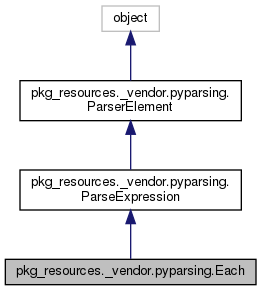 object
pkg_resources._vendor.pyparsing.
ParserElement
pkg_resources._vendor.pyparsing.
ParseExpression
pkg_resources._vendor.pyparsing.Each